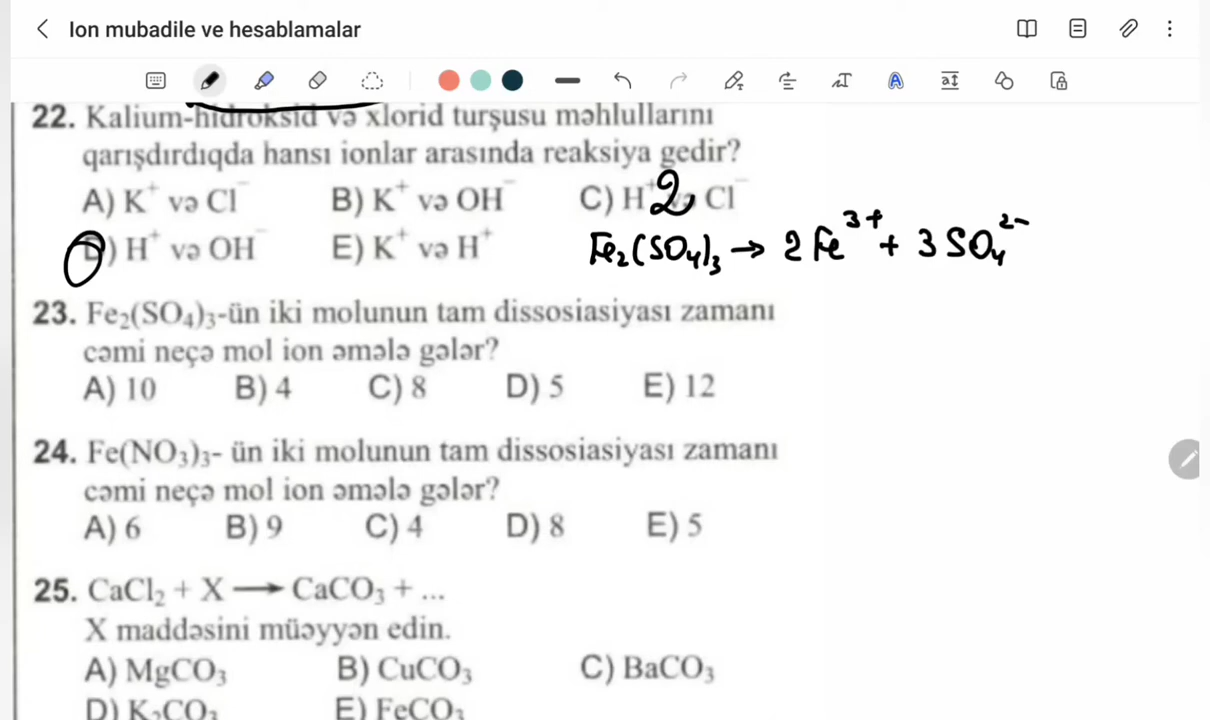 Ion mubadile ve hesablamalar
22. Kalium-hidroksid və xlorid turşusu məhlullarını
qarışdırdıqda hansı ionlar arasında reaksiya gedir?
A) K⁺ və Cl⁻ B) K⁺ və OH⁻ C) H⁺ və Cl⁻
2
D) H⁺ və OH⁻ E) K⁺ və H⁺
Fe₂(SO₄)₃ → 2Fe³⁺ + 3SO₄²⁻
23. Fe₂(SO₄)₃-ün iki molunun tam dissosiasiyası zamanı
cəmi neçə mol ion əmələ gələr?
A) 10 B) 4 C) 8 D) 5 E) 12
24. Fe(NO₃)₃- ün iki molunun tam dissosiasiyası zamanı
cəmi neçə mol ion əmələ gələr?
A) 6 B) 9 C) 4 D) 8 E) 5
25. CaCl₂ + X → CaCO₃ + ...
X maddəsini müəyyən edin.
A) MgCO₃ B) CuCO₃ C) BaCO₃
D) K₂CO₃ E) FeCO₃